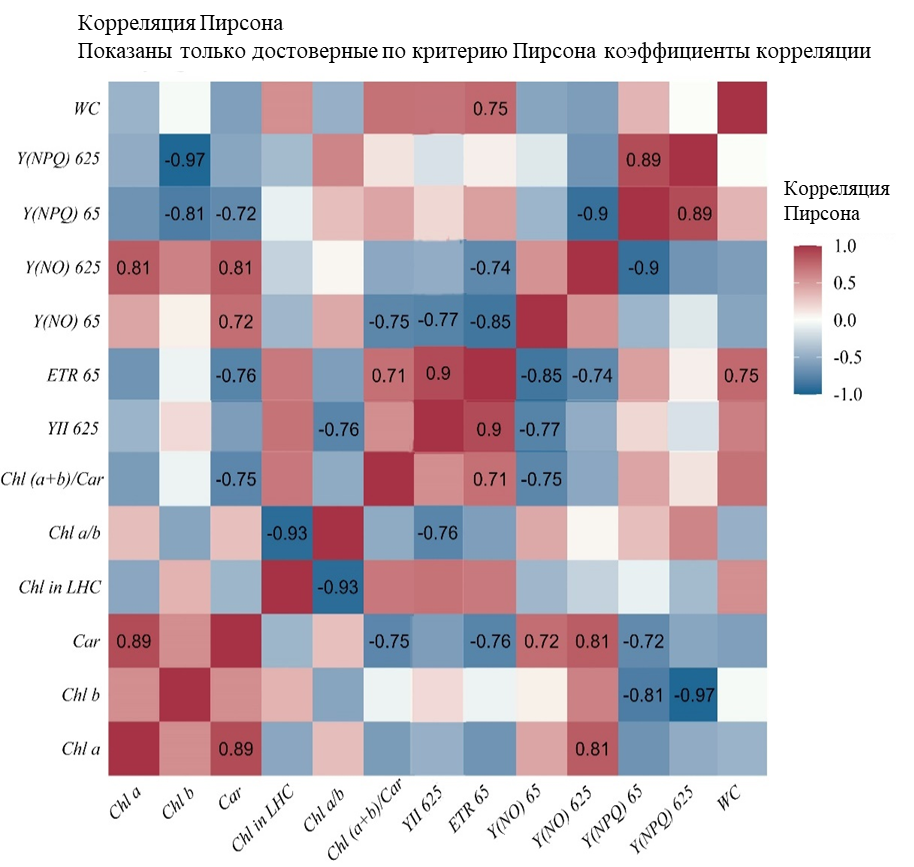 Корреляция Пирсона
Показаны только достоверные по критерию Пирсона коэффициенты корреляции
WC 0.75
Y(NPQ) 625 -0.97 0.89
Y(NPQ) 65 -0.81 -0.72 -0.9 0.89
Y(NO) 625 0.81 0.81 -0.74 -0.9
Y(NO) 65 0.72 -0.75 -0.77 -0.85
ETR 65 -0.76 0.71 0.9 -0.85 -0.74 0.75
YII 625 -0.76 0.9 -0.77
Chl (a+b)/Car -0.75 0.71 -0.75
Chl a/b -0.93 -0.76
Chl in LHC -0.93
Car 0.89 -0.75 -0.76 0.72 0.81 -0.72
Chl b -0.81 -0.97
Chl a 0.89 0.81
Chl a
Chl b
Car
Chl in LHC
Chl a/b
Chl (a+b)/Car
YII 625
ETR 65
Y(NO) 65
Y(NO) 625
Y(NPQ) 65
Y(NPQ) 625
WC
Корреляция
Пирсона
1.0
0.5
0.0
-0.5
-1.0